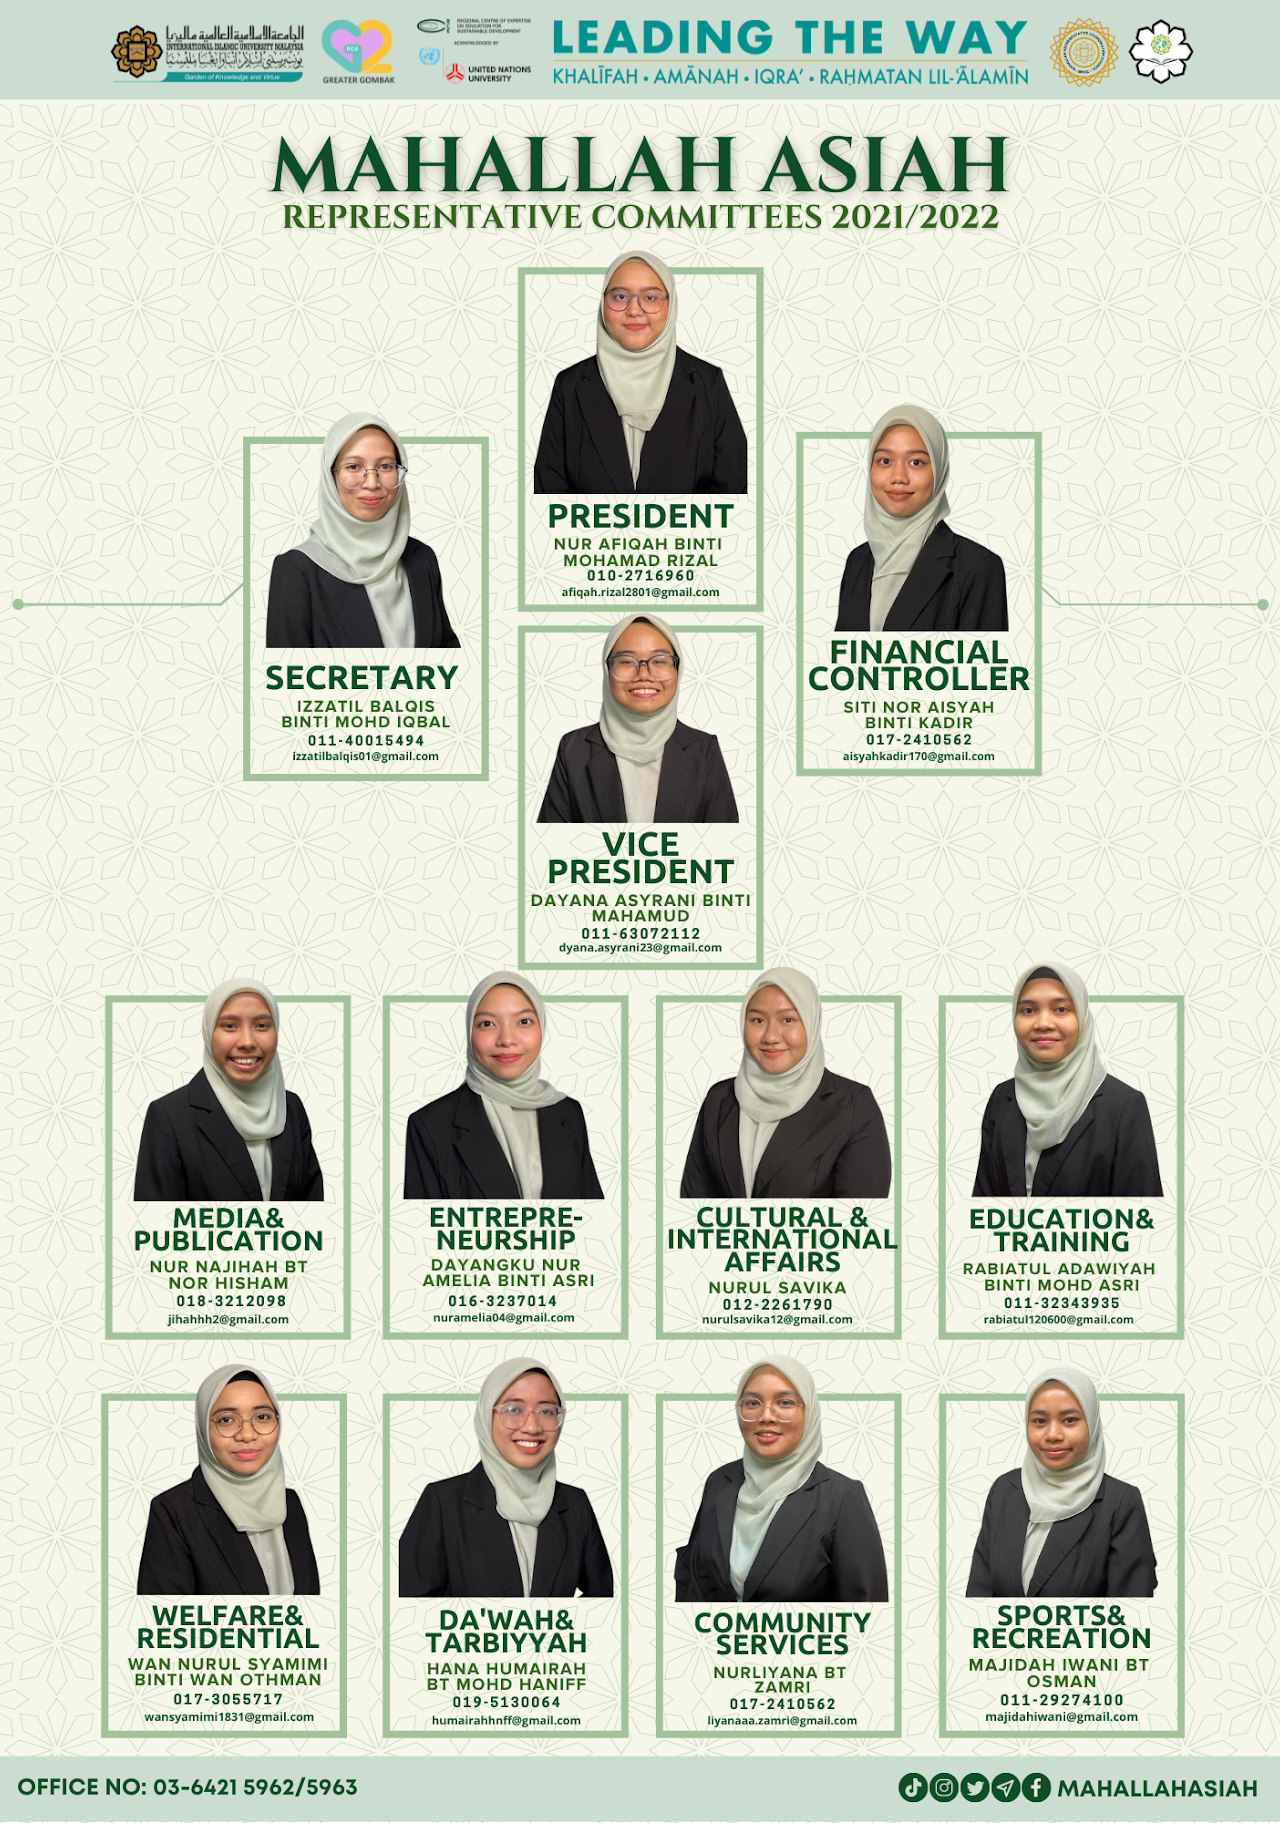 الجامعة الإسلامية العالمية ماليزيا
INTERNATIONAL ISLAMIC UNIVERSITY MALAYSIA
Garden of Knowledge and Virtue
RCE
GREATER GOMBAK
REGIONAL CENTRE OF EXPERTISE
ON EDUCATION FOR
SUSTAINABLE DEVELOPMENT
ACKNOWLEDGED BY
UNITED NATIONS
UNIVERSITY
LEADING THE WAY
KHALĪFAH • AMĀNAH • IQRA’ • RAḤMATAN LIL-ĀLAMĪN
MAHALLAH ASIAH
REPRESENTATIVE COMMITTEES 2021/2022
PRESIDENT
NUR AFIQAH BINTI
MOHAMAD RIZAL
010-2716960
afiqah.rizal2801@gmail.com
SECRETARY
IZZATIL BALQIS
BINTI MOHD IQBAL
011-40015494
izzatilbalqis01@gmail.com
FINANCIAL
CONTROLLER
SITI NOR AISYAH
BINTI KADIR
017-2410562
aisyahkadir170@gmail.com
VICE
PRESIDENT
DAYANA ASYRANI BINTI
MAHAMUD
011-63072112
dyana.asyrani23@gmail.com
MEDIA&
PUBLICATION
NUR NAJIHAH BT
NOR HISHAM
018-3212098
jihahhh2@gmail.com
ENTREPRE-
NEURSHIP
DAYANGKU NUR
AMELIA BINTI ASRI
016-3237014
nuramelia04@gmail.com
CULTURAL &
INTERNATIONAL
AFFAIRS
NURUL SAVIKA
012-2261790
nurulsavika12@gmail.com
EDUCATION&
TRAINING
RABIATUL ADAWIYAH
BINTI MOHD ASRI
011-32343935
rabiatul120600@gmail.com
WELFARE&
RESIDENTIAL
WAN NURUL SYAMIMI
BINTI WAN OTHMAN
017-3055717
wansyamimi1831@gmail.com
DA'WAH&
TARBIYYAH
HANA HUMAIRAH
BT MOHD HANIFF
019-5130064
humairahhnff@gmail.com
COMMUNITY
SERVICES
NURLIYANA BT
ZAMRI
017-2410562
liyanaaa.zamri@gmail.com
SPORTS&
RECREATION
MAJIDAH IWANI BT
OSMAN
011-29274100
majidahiwani@gmail.com
OFFICE NO: 03-6421 5962/5963
MAHALLAHASIAH